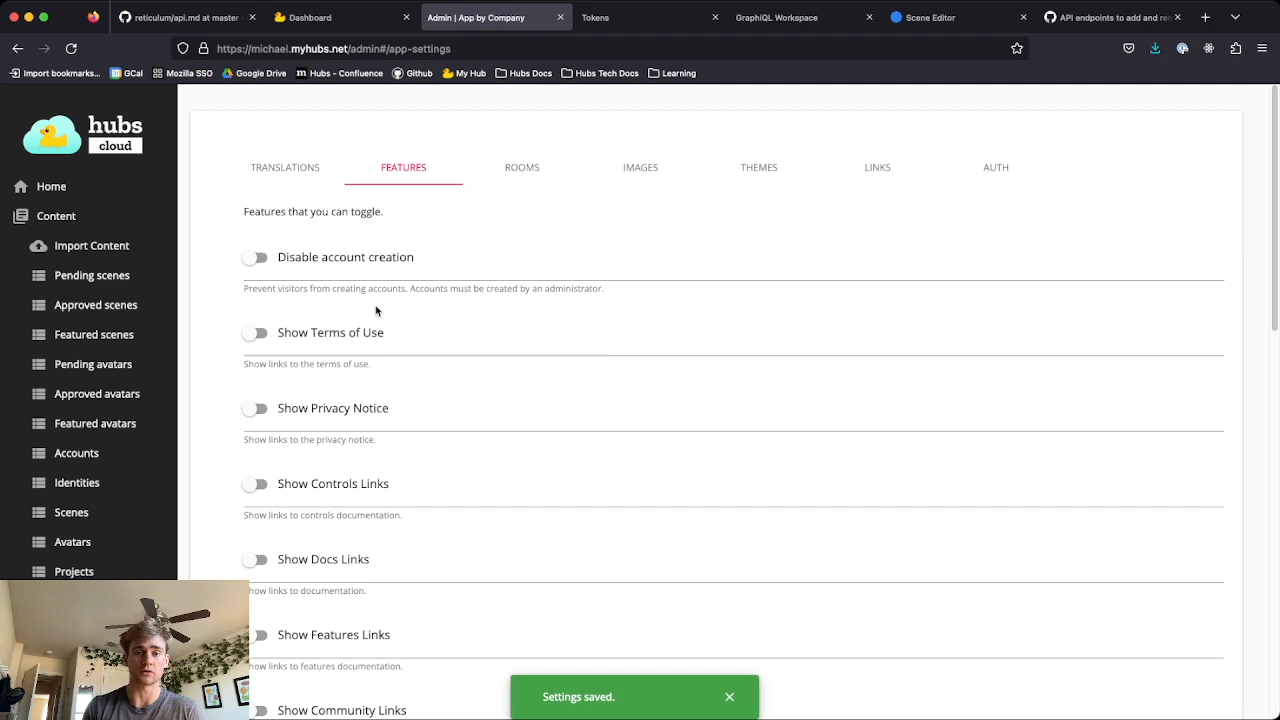 reticulum/api.md at master
Dashboard
Admin | App by Company
Tokens
GraphiQL Workspace
Scene Editor
API endpoints to add and re
https://michael.myhubs.net/admin#/app-settings
Import bookmarks...
GCal
Mozilla SSO
Google Drive
Hubs - Confluence
Github
My Hub
Hubs Docs
Hubs Tech Docs
Learning
hubs
cloud
Home
Content
Import Content
Pending scenes
Approved scenes
Featured scenes
Pending avatars
Approved avatars
Featured avatars
Accounts
Identities
Scenes
Avatars
Projects
TRANSLATIONS
FEATURES
ROOMS
IMAGES
THEMES
LINKS
AUTH
Features that you can toggle.
Disable account creation
Prevent visitors from creating accounts. Accounts must be created by an administrator.
Show Terms of Use
Show links to the terms of use.
Show Privacy Notice
Show links to the privacy notice.
Show Controls Links
Show links to controls documentation.
Show Docs Links
how links to documentation.
Show Features Links
how links to features documentation.
Show Community Links
Settings saved.